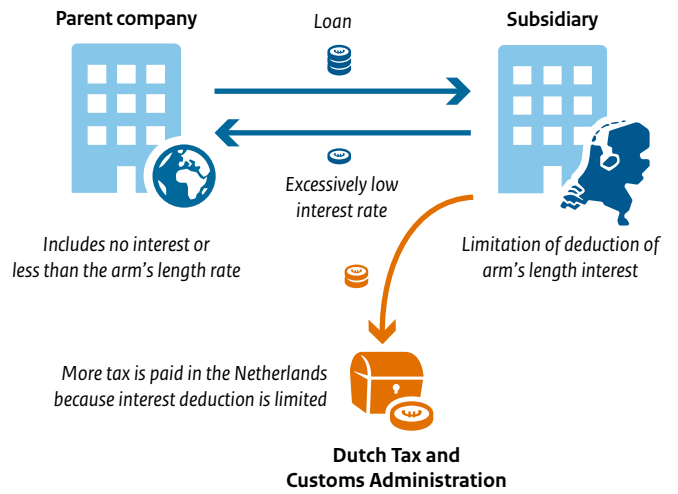 Parent company
Loan
Subsidiary
Excessively low
interest rate
Includes no interest or
less than the arm's length rate
Limitation of deduction of
arm's length interest
More tax is paid in the Netherlands
because interest deduction is limited
Dutch Tax and
Customs Administration